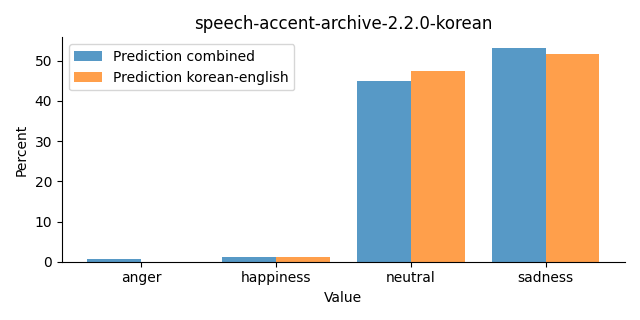 speech-accent-archive-2.2.0-korean
Prediction combined
Prediction korean-english
Percent
50
40
30
20
10
0
anger happiness neutral sadness
Value